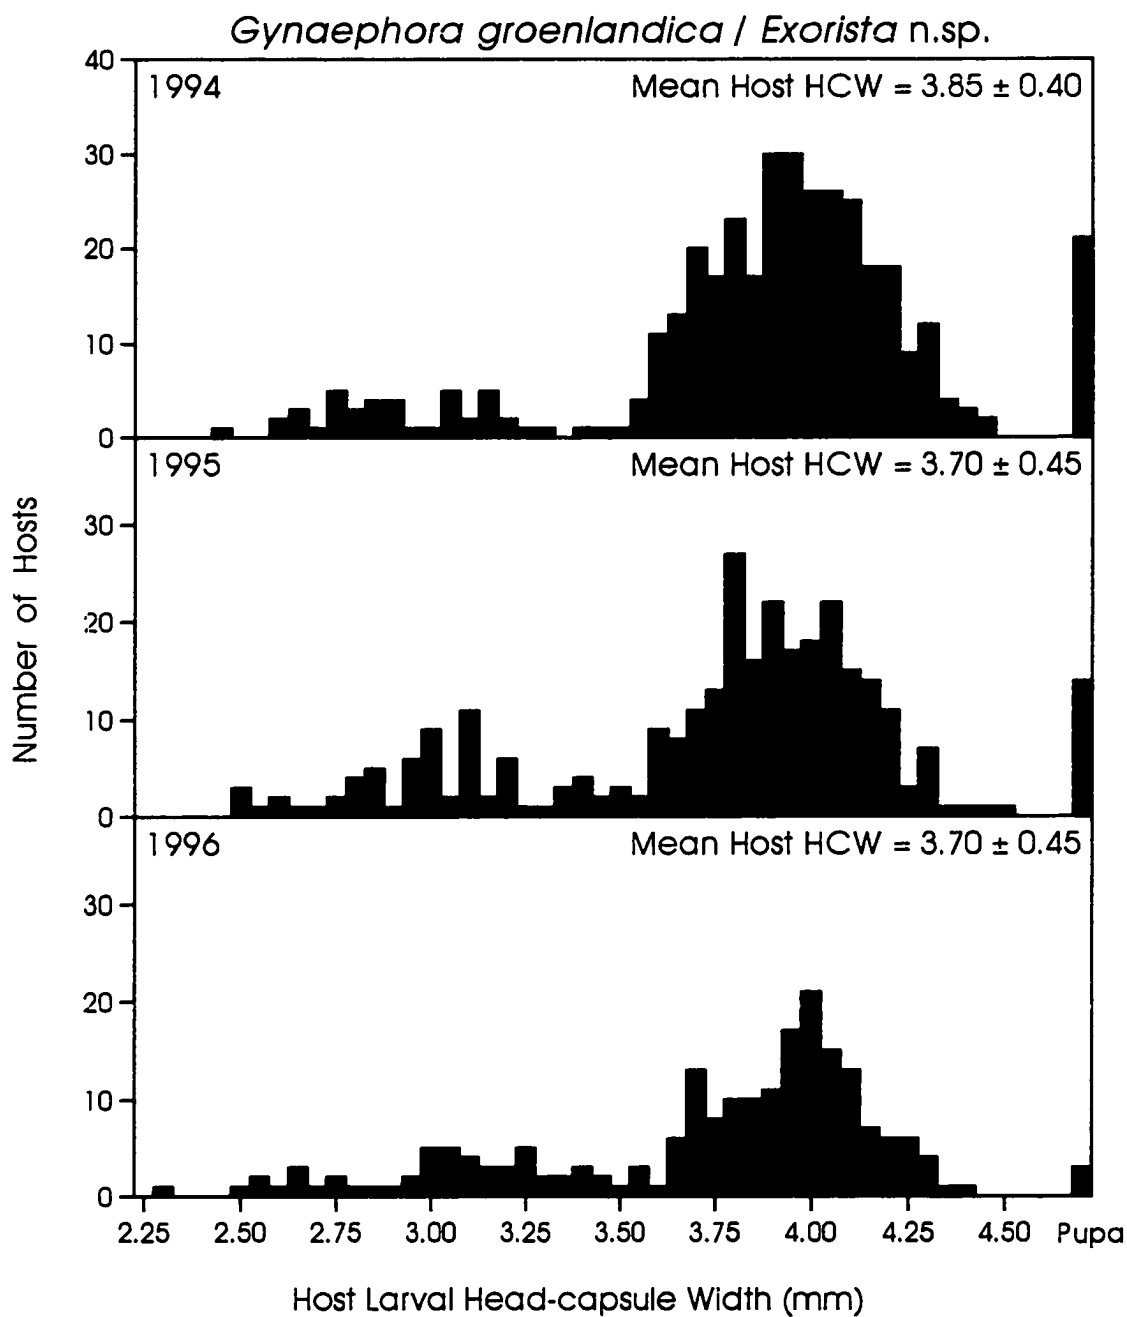 Gynaephora groenlandica / Exorista n.sp.
40
1994
Mean Host HCW = 3.85 ± 0.40
30
20
10
0
1995
Mean Host HCW = 3.70 ± 0.45
30
20
10
0
1996
Mean Host HCW = 3.70 ± 0.45
30
20
10
0
Number of Hosts
2.25 2.50 2.75 3.00 3.25 3.50 3.75 4.00 4.25 4.50 Pupa
Host Larval Head-capsule Width (mm)